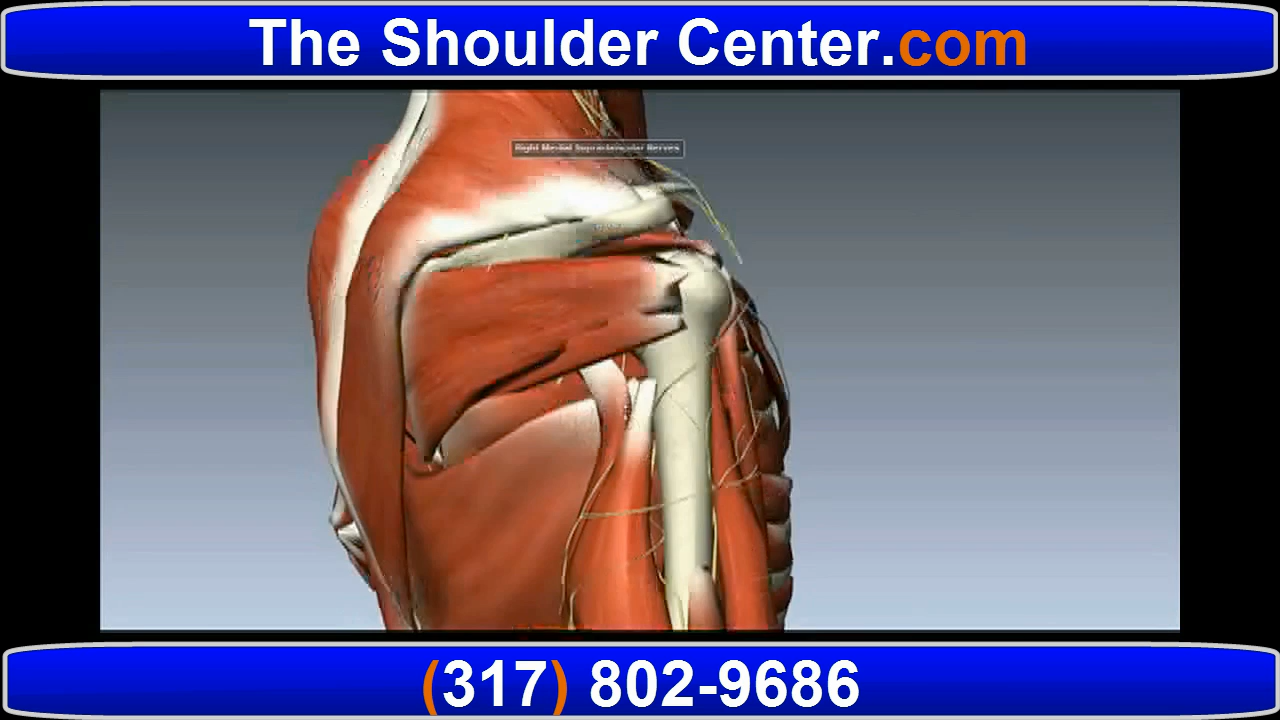 The Shoulder Center.com
Right Medial Supraclavicular Nerves
(317) 802-9686